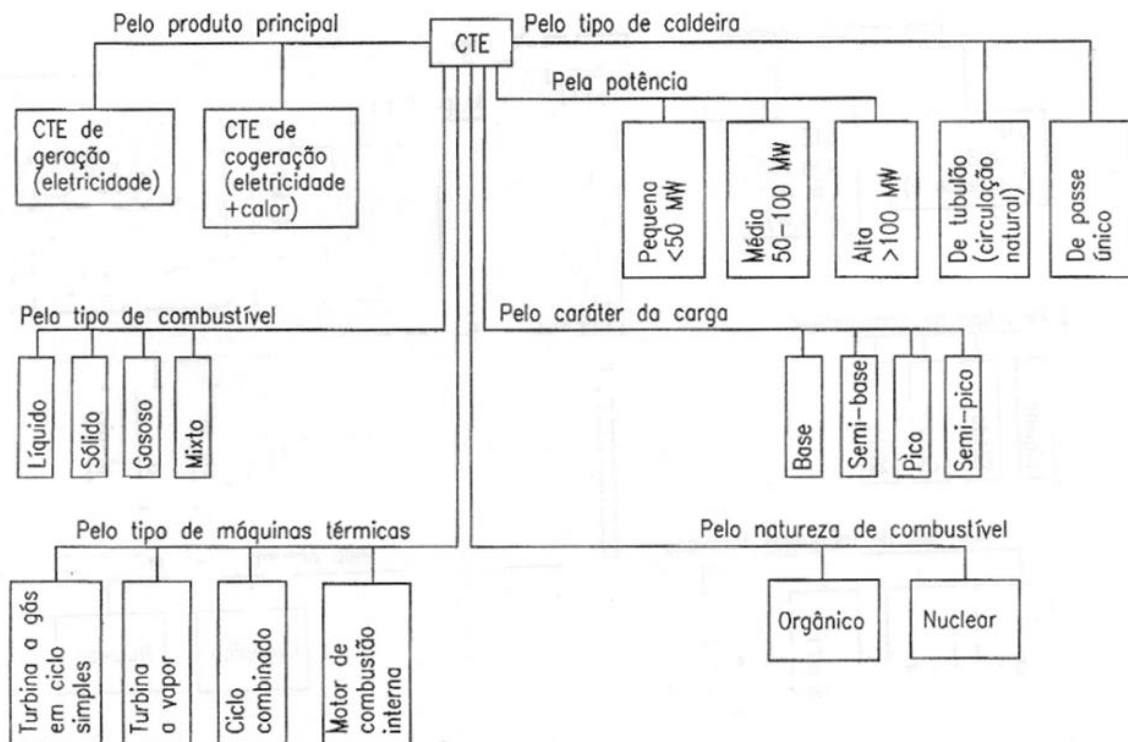 Pelo produto principal
CTE
Pelo tipo de caldeira
CTE de
geração
(eletricidade)
CTE de
cogeração
(eletricidade
+calor)
Pela potência
Pequena
<50 MW
Média
50-100 MW
Alta
>100 MW
De tubulão
(circulação
natural)
De passe
único
Pelo tipo de combustível
Líquido
Sólido
Gasoso
Mixto
Pelo caráter da carga
Base
Semi-base
Pico
Semi-pico
Pelo tipo de máquinas térmicas
Turbina a gás
em ciclo
simples
Turbina
a vapor
Ciclo
combinado
Motor de
combustão
interna
Pelo natureza de combustível
Orgânico
Nuclear